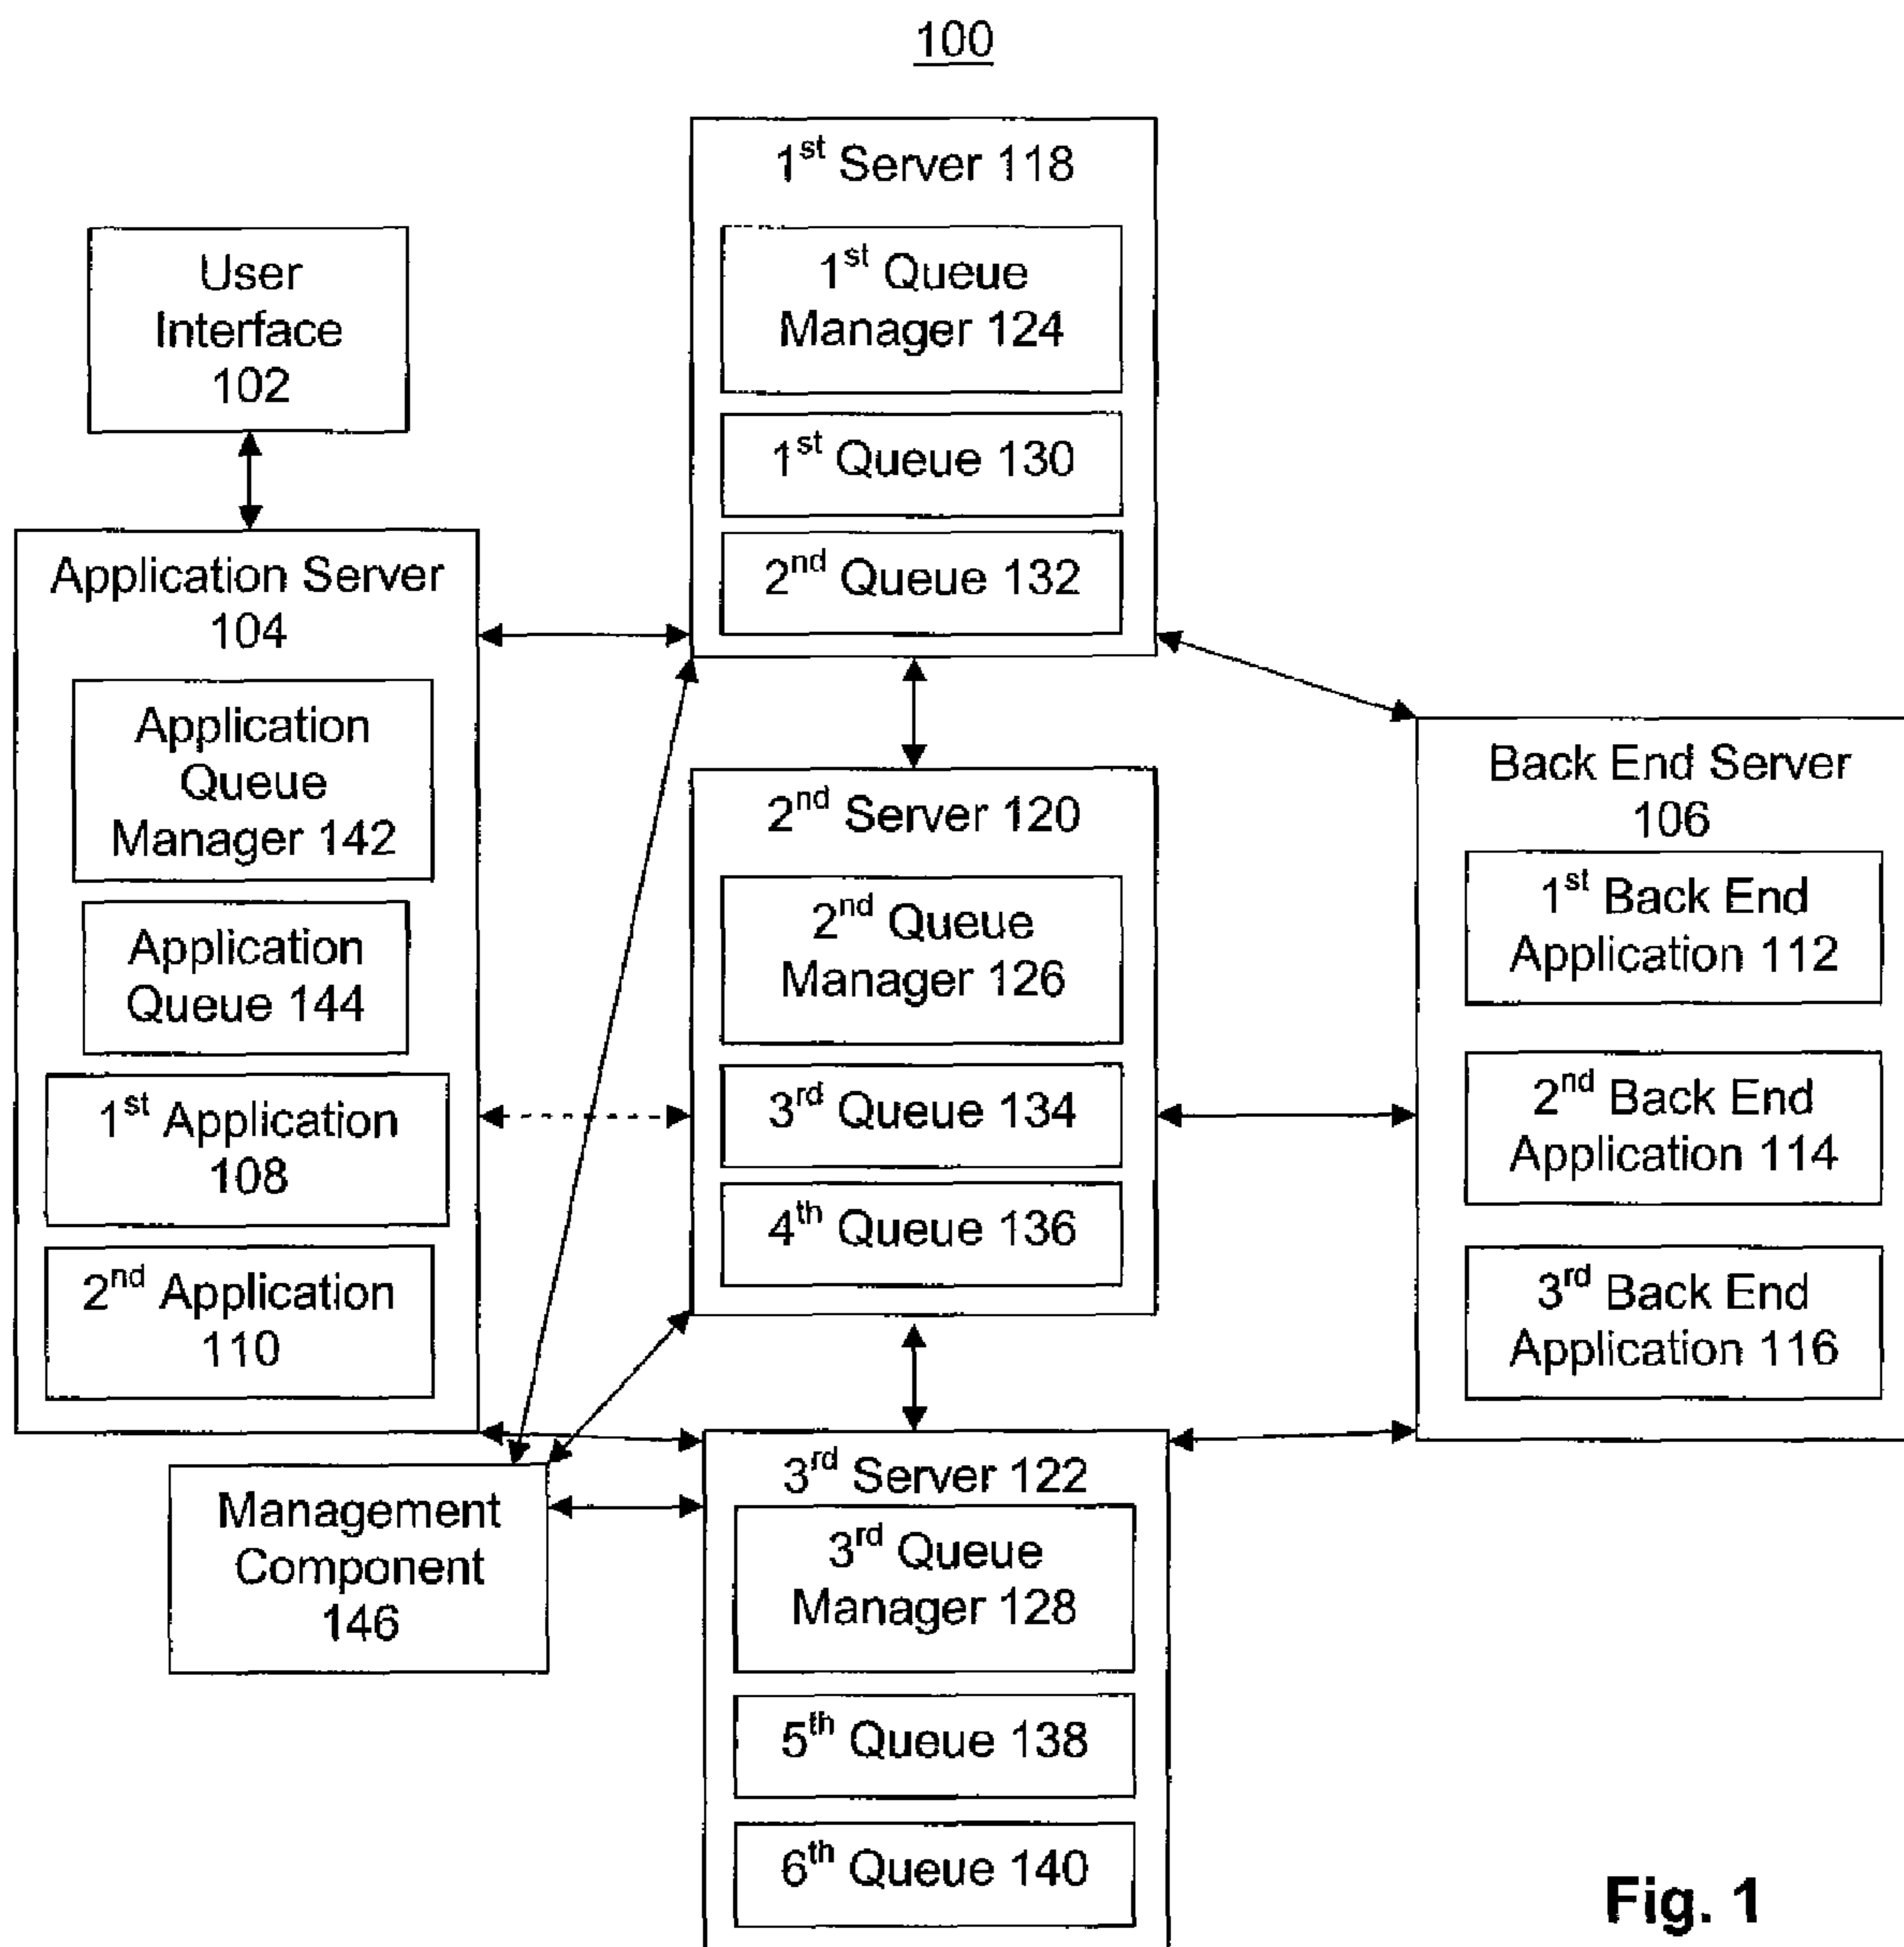 100
1st Server 118
1st Queue
Manager 124
1st Queue 130
2nd Queue 132
User
Interface
102
Application Server
104
Application
Queue
Manager 142
Application
Queue 144
1st Application
108
2nd Application
110
2nd Server 120
2nd Queue
Manager 126
3rd Queue 134
4th Queue 136
Back End Server
106
1st Back End
Application 112
2nd Back End
Application 114
3rd Back End
Application 116
Management
Component
146
3rd Server 122
3rd Queue
Manager 128
5th Queue 138
6th Queue 140
Fig. 1